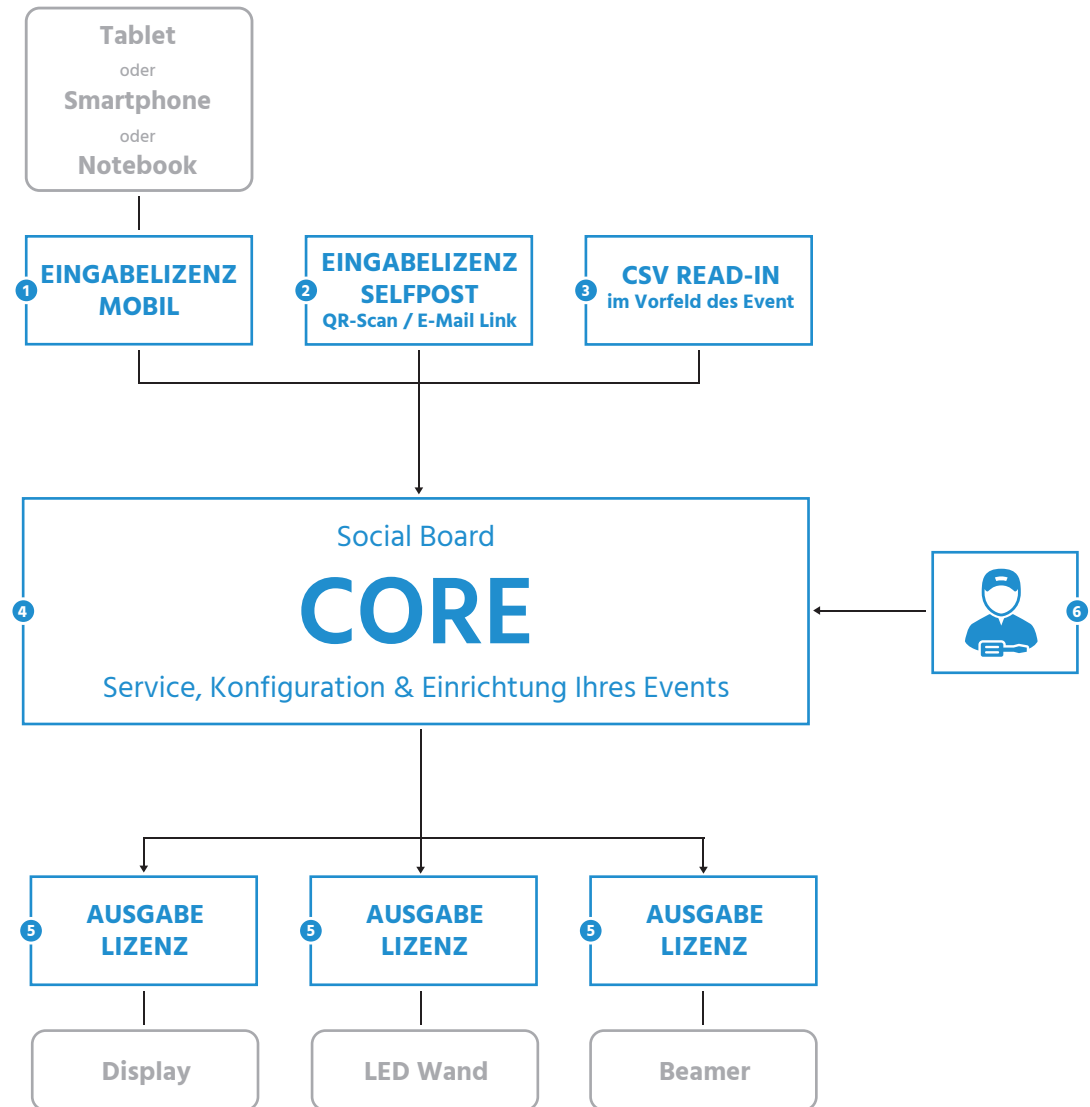 Tablet
oder
Smartphone
oder
Notebook
1
EINGABELIZENZ
MOBIL
2
EINGABELIZENZ
SELFPOST
QR-Scan / E-Mail Link
3
CSV READ-IN
im Vorfeld des Event
4
Social Board
CORE
Service, Konfiguration & Einrichtung Ihres Events
6
5
AUSGABE
LIZENZ
5
AUSGABE
LIZENZ
5
AUSGABE
LIZENZ
Display
LED Wand
Beamer